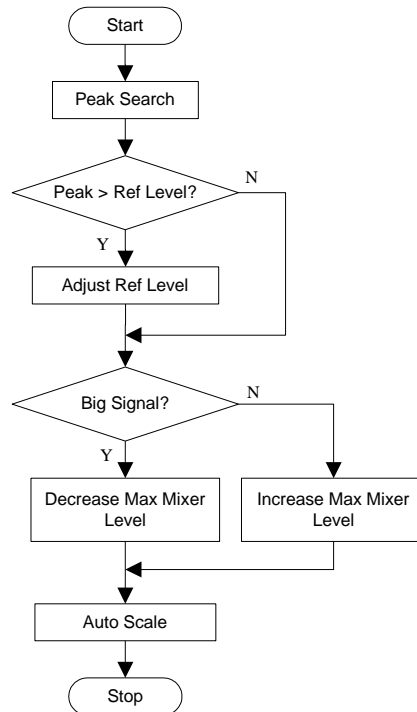 Start
Peak Search
Peak > Ref Level?
N
Y
Adjust Ref Level
Big Signal?
N
Y
Decrease Max Mixer
Level
Increase Max Mixer
Level
Auto Scale
Stop